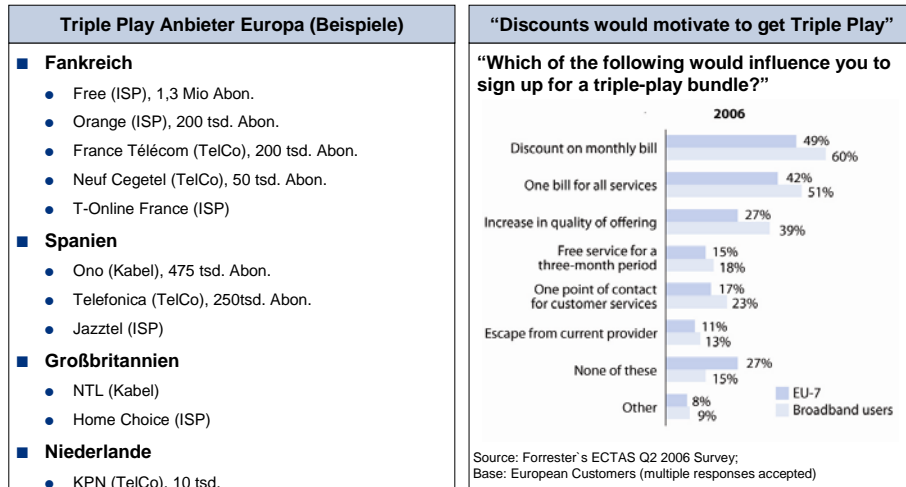 Triple Play Anbieter Europa (Beispiele)
Fankreich
Free (ISP), 1,3 Mio Abon.
Orange (ISP), 200 tsd. Abon.
France Télécom (TelCo), 200 tsd. Abon.
Neuf Cegetel (TelCo), 50 tsd. Abon.
T-Online France (ISP)
Spanien
Ono (Kabel), 475 tsd. Abon.
Telefonica (TelCo), 250tsd. Abon.
Jazztel (ISP)
Großbritannien
NTL (Kabel)
Home Choice (ISP)
Niederlande
KPN (TelCo), 10 tsd.
“Discounts would motivate to get Triple Play”
“Which of the following would influence you to
sign up for a triple-play bundle?”
2006
Discount on monthly bill
49%
60%
One bill for all services
42%
51%
Increase in quality of offering
27%
39%
Free service for a
three-month period
15%
18%
One point of contact
for customer services
17%
23%
Escape from current provider
11%
13%
None of these
27%
15%
Other
8%
9%
EU-7
Broadband users
Source: Forrester`s ECTAS Q2 2006 Survey;
Base: European Customers (multiple responses accepted)